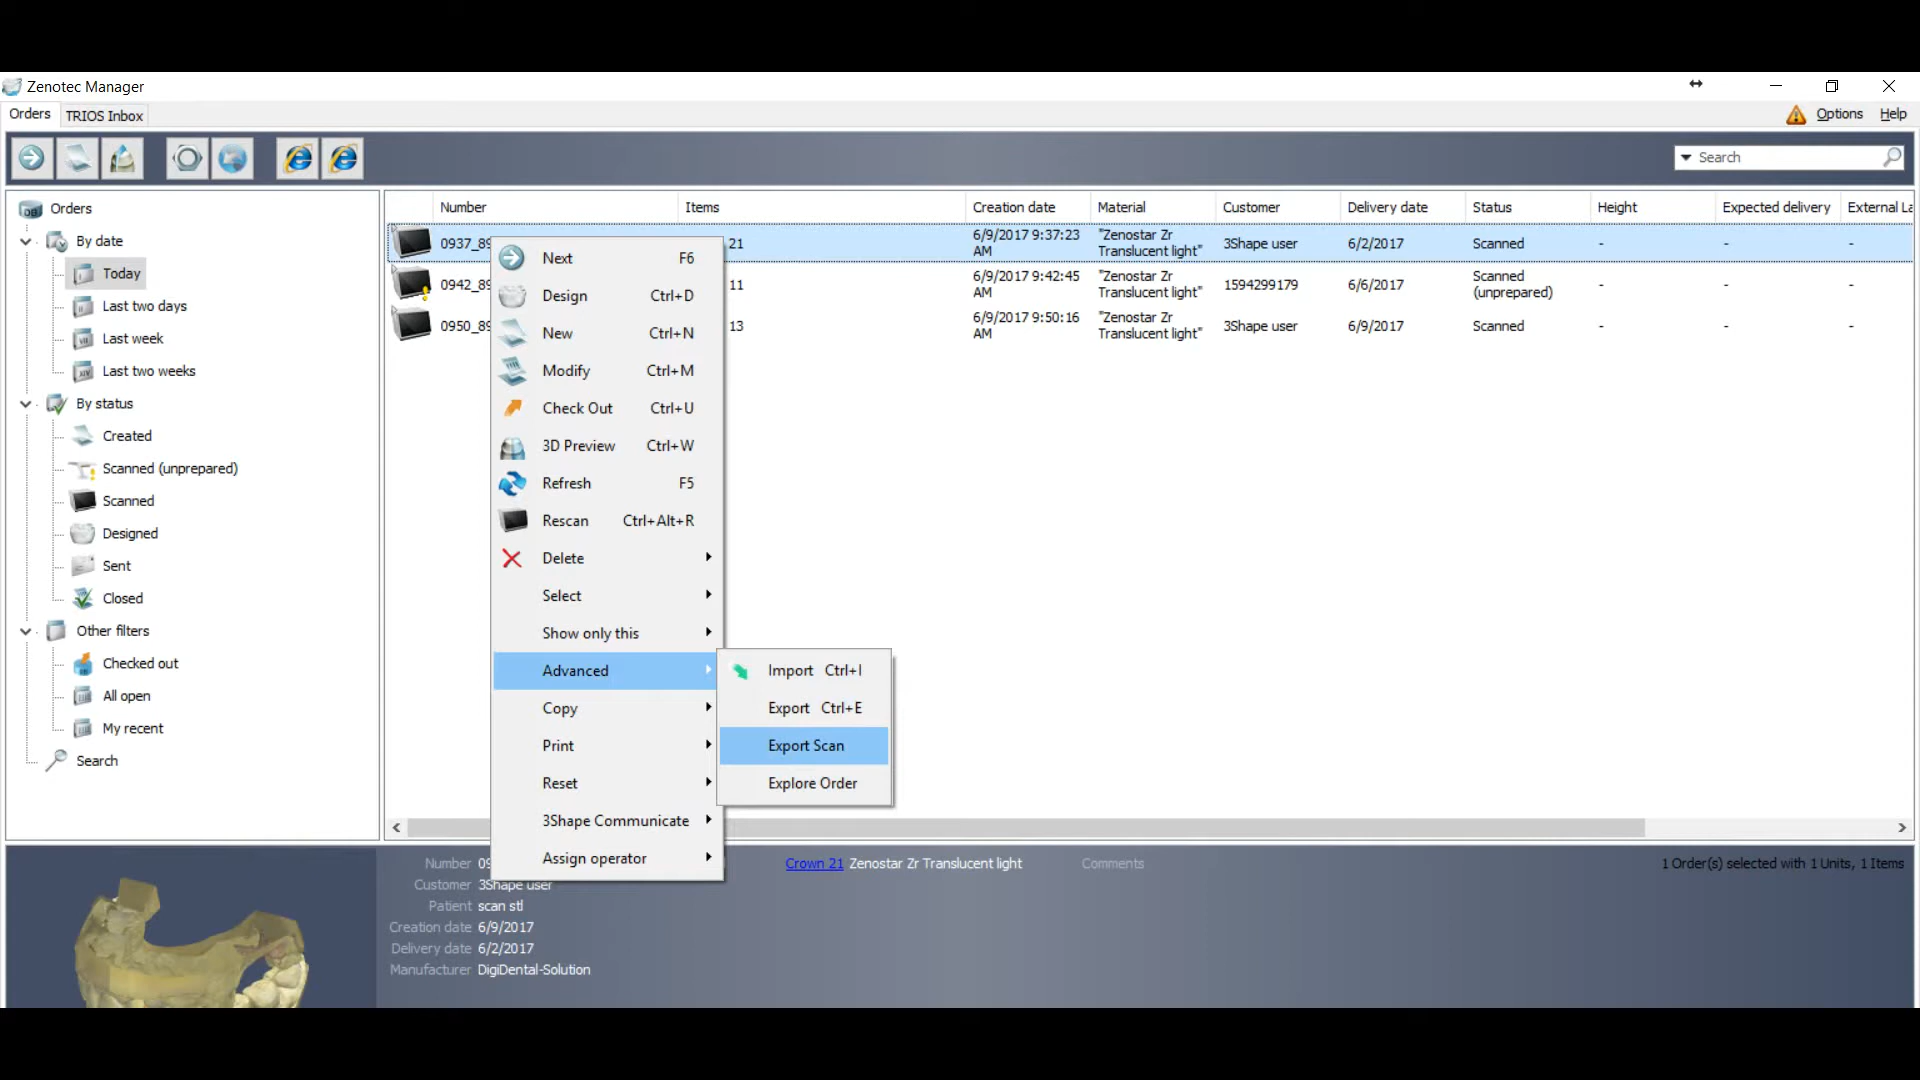 Zenotec Manager
Orders
TRIOS Inbox
Options
Help
Search
Orders
By date
Today
Last two days
Last week
Last two weeks
By status
Created
Scanned (unprepared)
Scanned
Designed
Sent
Closed
Other filters
Checked out
All open
My recent
Search
Number Items Creation date Material Customer Delivery date Status Height Expected delivery External La
0937_89 21 6/9/2017 9:37:23 AM "Zenostar Zr Translucent light" 3Shape user 6/2/2017 Scanned - - -
0942_89 11 6/9/2017 9:42:45 AM "Zenostar Zr Translucent light" 1594299179 6/6/2017 Scanned (unprepared) - - -
0950_89 13 6/9/2017 9:50:16 AM "Zenostar Zr Translucent light" 3Shape user 6/9/2017 Scanned - - -
Next F6
Design Ctrl+D
New Ctrl+N
Modify Ctrl+M
Check Out Ctrl+U
3D Preview Ctrl+W
Refresh F5
Rescan Ctrl+Alt+R
Delete
Select
Show only this
Advanced
Copy
Print
Reset
3Shape Communicate
Assign operator
Import Ctrl+I
Export Ctrl+E
Export Scan
Explore Order
Number 09
Customer 3Shape user
Patient scan stl
Creation date 6/9/2017
Delivery date 6/2/2017
Manufacturer DigiDental-Solution
Crown 21 Zenostar Zr Translucent light
Comments
1 Order(s) selected with 1 Units, 1 Items